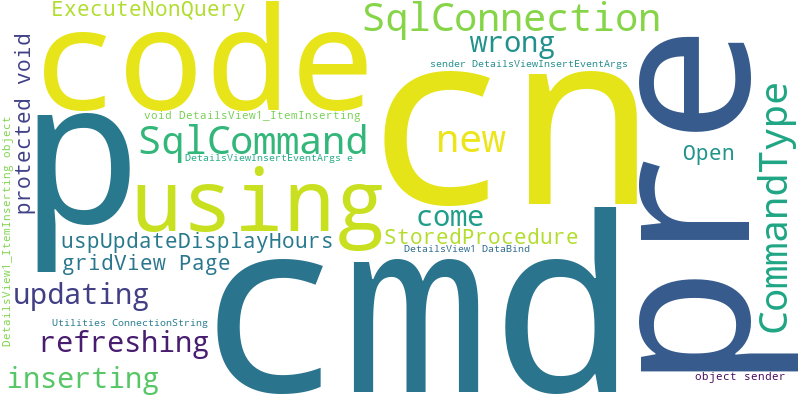 ExecuteNonQuery
SqlConnection
code
wrong
sender DetailsViewInsertEventArgs
protected void
cn
pre
CommandType
p
void DetailsView1_ItemInserting
SqlCommand
new
Open
DetailsViewInsertEventArgs e
using
DetailsView1_ItemInserting object
come
uspUpdateDisplayHours
StoredProcedure
DetailsView1 DataBind
gridView Page
cmd
updating
Utilities ConnectionString
refreshing
inserting
object sender